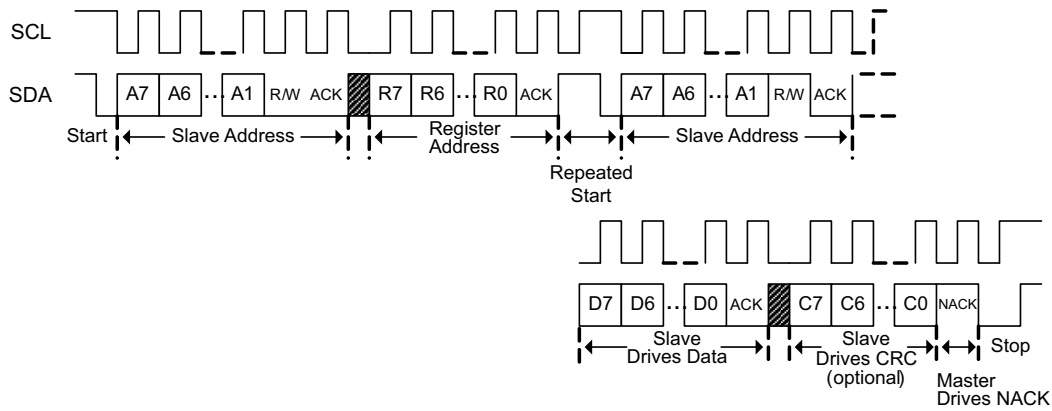 SCL
SDA
A7 A6 ... A1 R/W ACK R7 R6 ... R0 ACK A7 A6 ... A1 R/W ACK
Start
Slave Address
Register
Address
Repeated
Start
Slave Address
D7 D6 ... D0 ACK C7 C6 ... C0 NACK
Slave
Drives Data
Slave
Drives CRC
(optional)
Master
Drives NACK
Stop